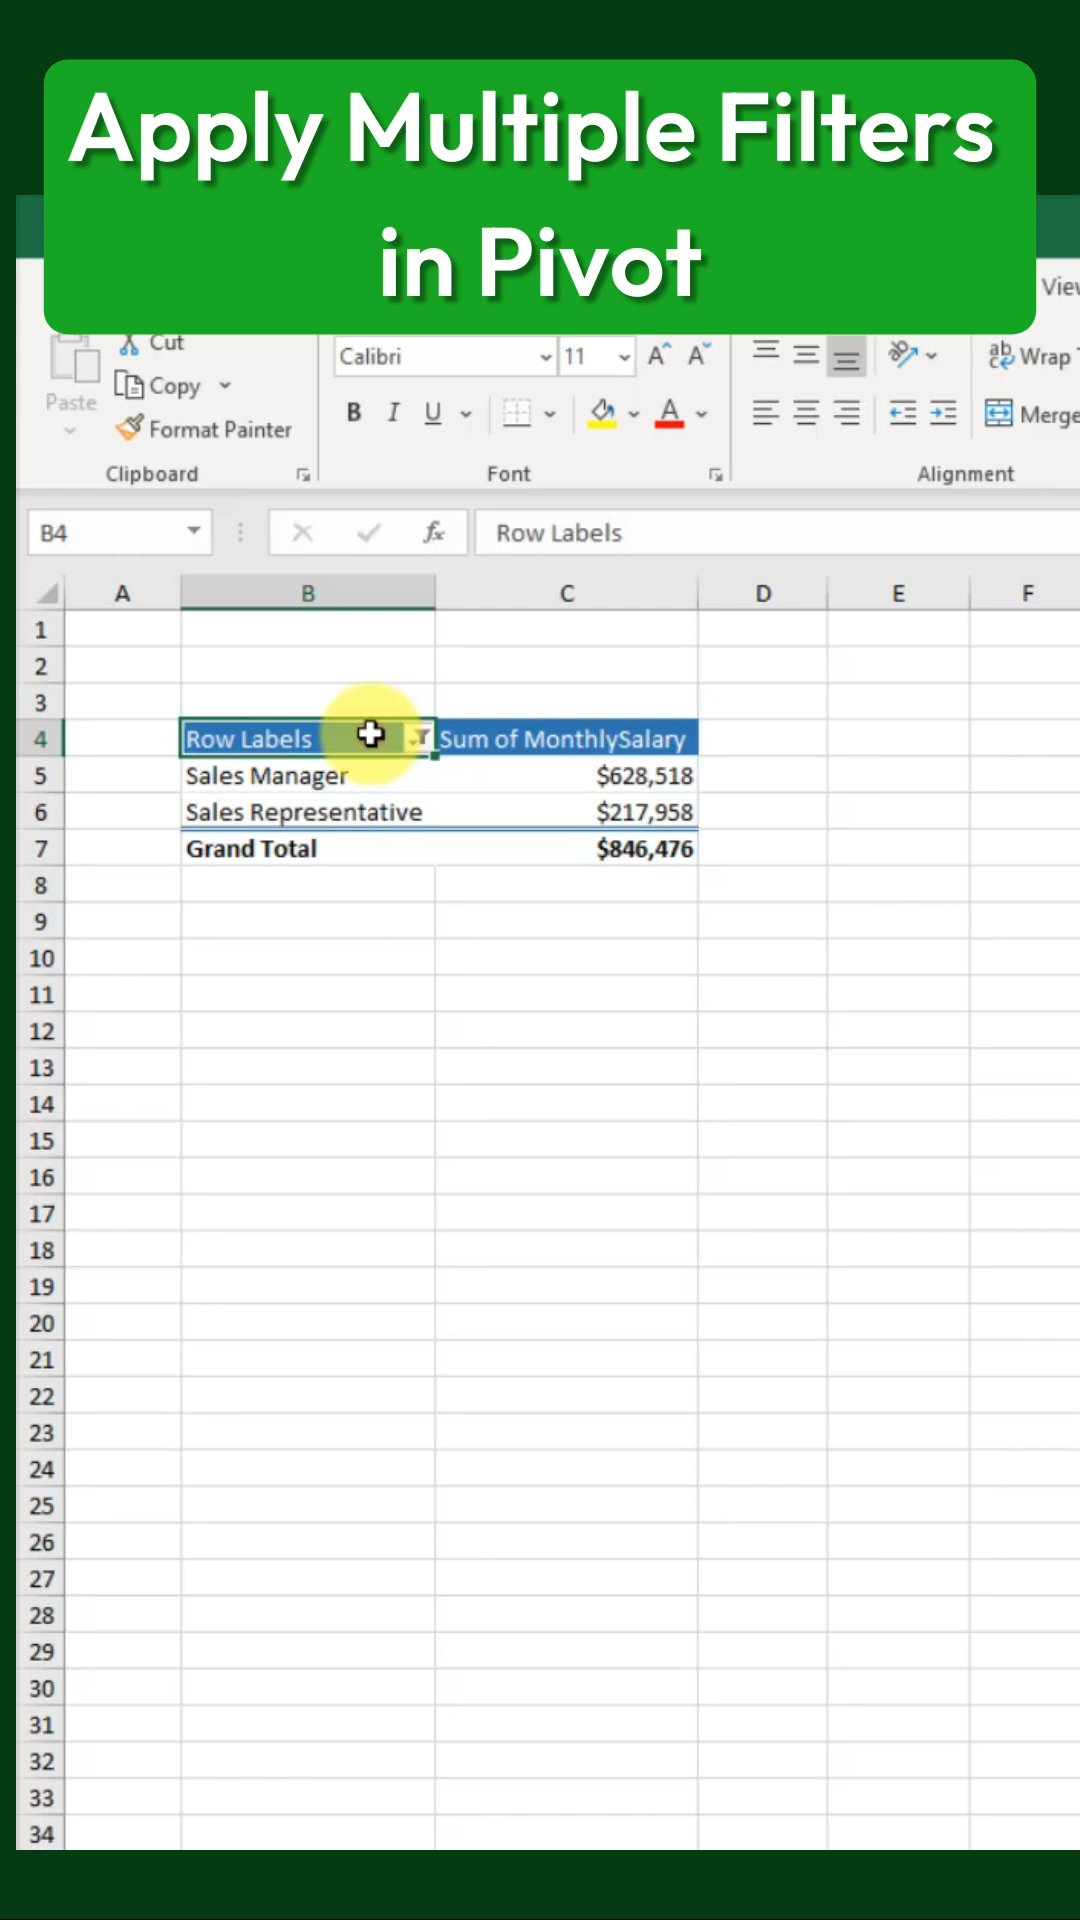 Apply Multiple Filters
in Pivot
View
Cut
Calibri 11 A A ab Wrap T
Paste
Copy
B I U A Merge
Format Painter
Clipboard Font Alignment
B4 fx Row Labels
A B C D E F
1
2
3
4 Row Labels Sum of MonthlySalary
5 Sales Manager $628,518
6 Sales Representative $217,958
7 Grand Total $846,476
8
9
10
11
12
13
14
15
16
17
18
19
20
21
22
23
24
25
26
27
28
29
30
31
32
33
34